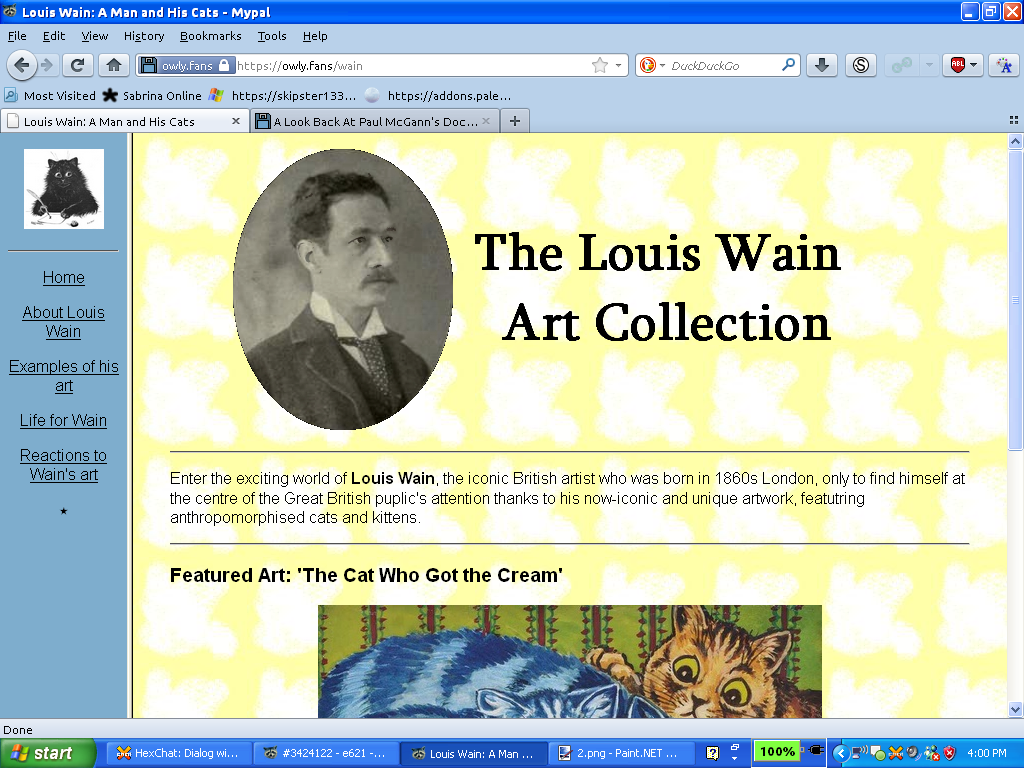 Louis Wain: A Man and His Cats - Mypal
File Edit View History Bookmarks Tools Help
owly.fans https://owly.fans/wain DuckDuckGo ABL
Most Visited Sabrina Online https://skipster133... https://addons.pale...
Louis Wain: A Man and His Cats A Look Back At Paul McGann's Doc...
Home
About Louis
Wain
Examples of his
art
Life for Wain
Reactions to
Wain's art
The Louis Wain
Art Collection
Enter the exciting world of Louis Wain, the iconic British artist who was born in 1860s London, only to find himself at
the centre of the Great British puplic's attention thanks to his now-iconic and unique artwork, featutring
anthropomorphised cats and kittens.
Featured Art: 'The Cat Who Got the Cream'
Done
start HexChat: Dialog wi... #3424122 - e621 -... Louis Wain: A Man ... 2.png - Paint.NET ... 100% 4:00 PM